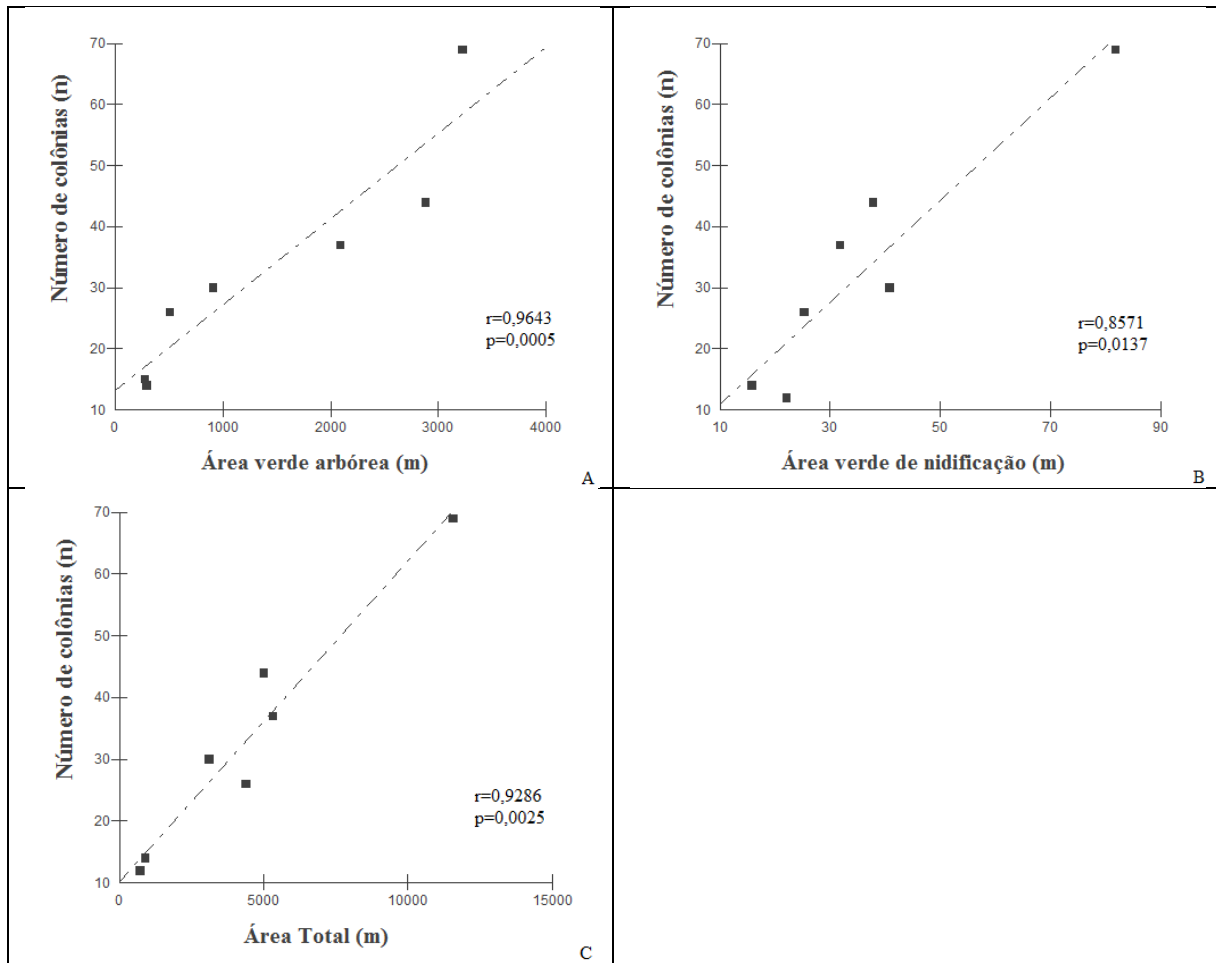 Número de colônias (n)
70
60
50
40
30
20
10
0
1000
2000
3000
4000
Área verde arbórea (m)
r=0,9643
p=0,0005
A
Número de colônias (n)
70
60
50
40
30
20
10
10
30
50
70
90
Área verde de nidificação (m)
r=0,8571
p=0,0137
B
Número de colônias (n)
70
60
50
40
30
20
10
0
5000
10000
15000
Área Total (m)
r=0,9286
p=0,0025
C